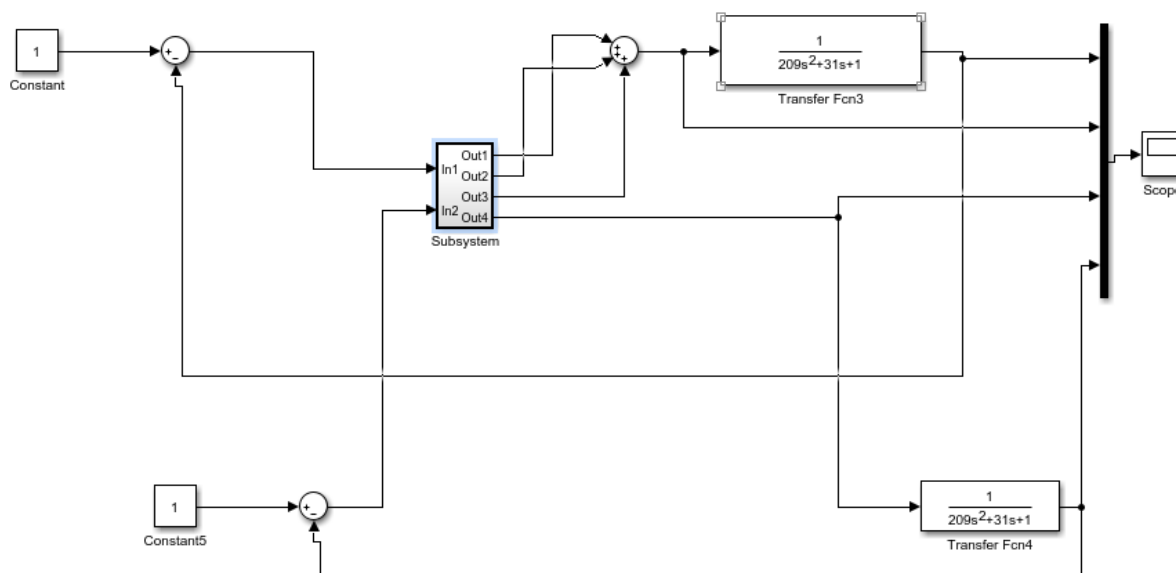 1
Constant
1
209s2+31s+1
Transfer Fcn3
Out1
In1
Out2
Out3
In2
Out4
Subsystem
1
Constant5
1
209s2+31s+1
Transfer Fcn4